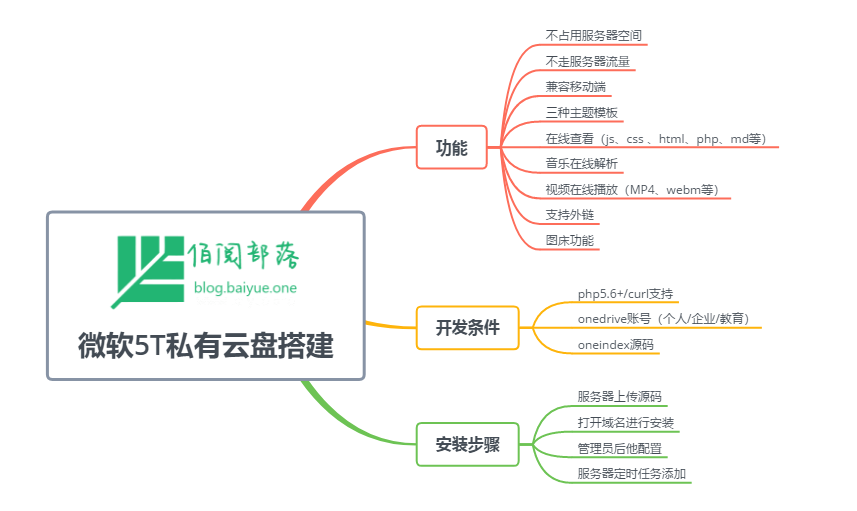 佰阅部落
blog.baiyue.one
微软5T私有云盘搭建
功能
不占用服务器空间
不走服务器流量
兼容移动端
三种主题模板
在线查看（js、css 、html、php、md等）
音乐在线解析
视频在线播放（MP4、webm等）
支持外链
图床功能
开发条件
php5.6+/curl支持
onedrive账号（个人/企业/教育）
oneindex源码
安装步骤
服务器上传源码
打开域名进行安装
管理员后他配置
服务器定时任务添加